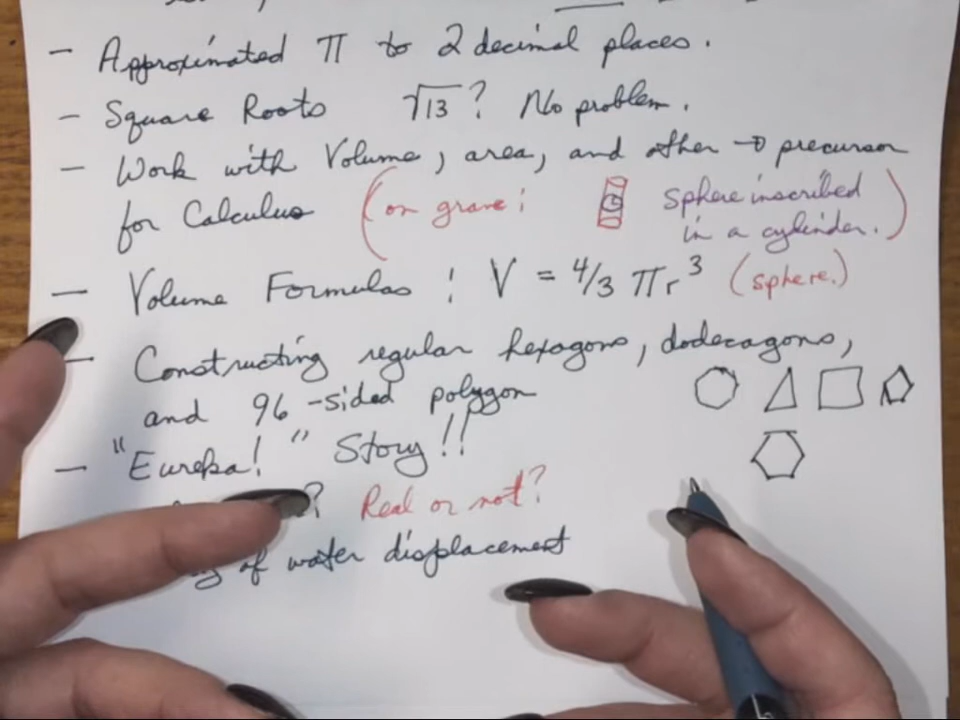 - Approximated π to 2 decimal places.
- Square Roots √13? No problem.
- Work with Volume, area, and other → precursor
for Calculus (on grave: sphere inscribed
in a cylinder.)
- Volume Formulas: V = 4/3 πr³ (sphere.)
- Constructing regular hexagons, dodecagons,
and 96-sided polygon
- "Eureka!" Story!!
? Real or not?
of water displacement